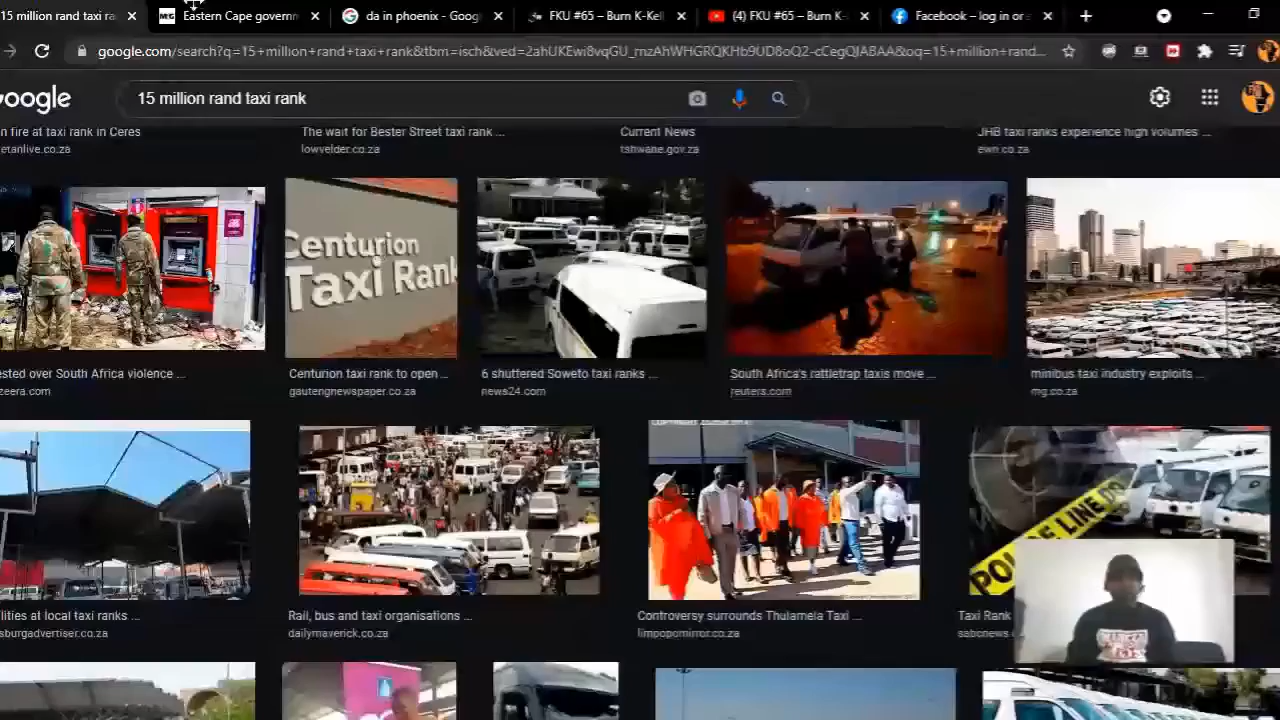 15 million rand taxi ra
Eastern Cape governm
da in phoenix - Goog
FKU #65 – Burn K-Kell
(4) FKU #65 – Burn K-
Facebook – log in or
google.com/search?q=15+million+rand+taxi+rank&tbm=isch&ved=2ahUKEwi8vqGU_mzAhWHGRQKHb9UD8oQ2-cCegQIABAA&oq=15+million+rand...
oogle
15 million rand taxi rank
n fire at taxi rank in Ceres
The wait for Bester Street taxi rank ...
Current News
JHB taxi ranks experience high volumes ...
etanlive.co.za
lowvelder.co.za
tshwane.gov.za
ewn.co.za
Centurion
Taxi Rank
ested over South Africa violence ...
Centurion taxi rank to open ...
6 shuttered Soweto taxi ranks ...
South Africa's rattletrap taxis move ...
minibus taxi industry exploits ...
zeera.com
gautengnewspaper.co.za
news24.com
reuters.com
mg.co.za
POLICE LINE DO
lities at local taxi ranks ...
Rail, bus and taxi organisations ...
Controversy surrounds Thulamela Taxi ...
Taxi Rank
sburgadvertiser.co.za
dailymaverick.co.za
limpopomirror.co.za
sabcnews